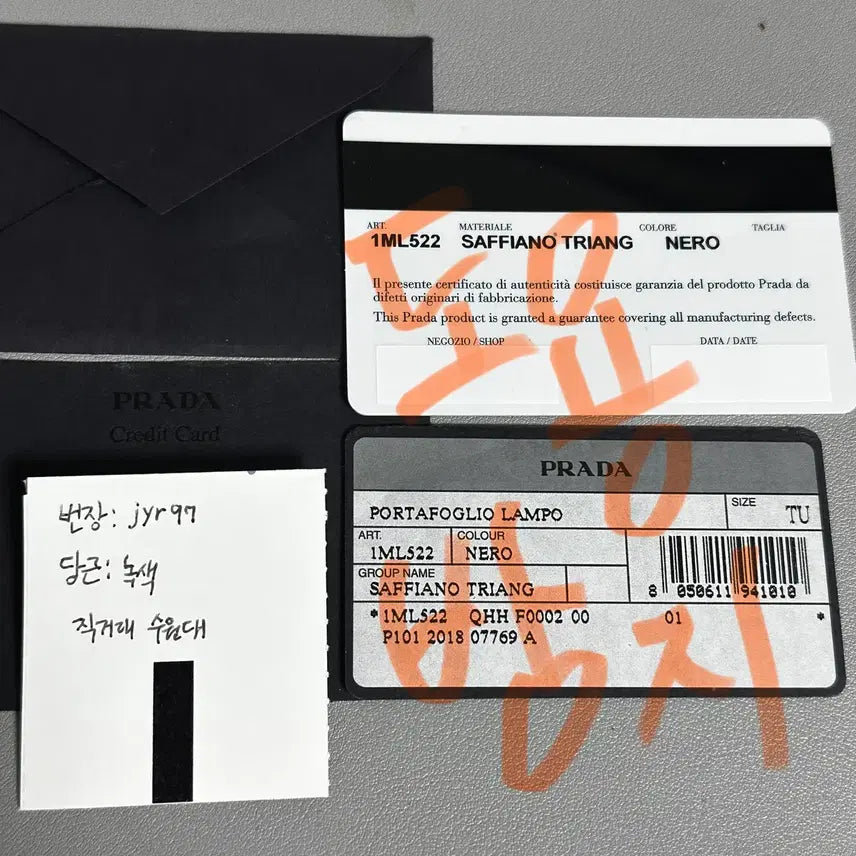 ART. MATERIALE COLORE TAGLIA
1ML522 SAFFIANO® TRIANG NERO
Il presente certificato di autenticità costituisce garanzia del prodotto Prada da
difetti originari di fabbricazione.
This Prada product is granted a guarantee covering all manufacturing defects.
NEGOZIO / SHOP DATA / DATE
PRADA
Credit Card
PRADA
PORTAFOGLIO LAMPO
SIZE
TU
ART. COLOUR
1ML522 NERO
GROUP NAME
SAFFIANO TRIANG
8 050611 941010
*1ML522 QHH F0002 00 01 *
P101 2018 07769 A
번장: jyr97
당근: 녹색
직거래 수원대
도용
방지